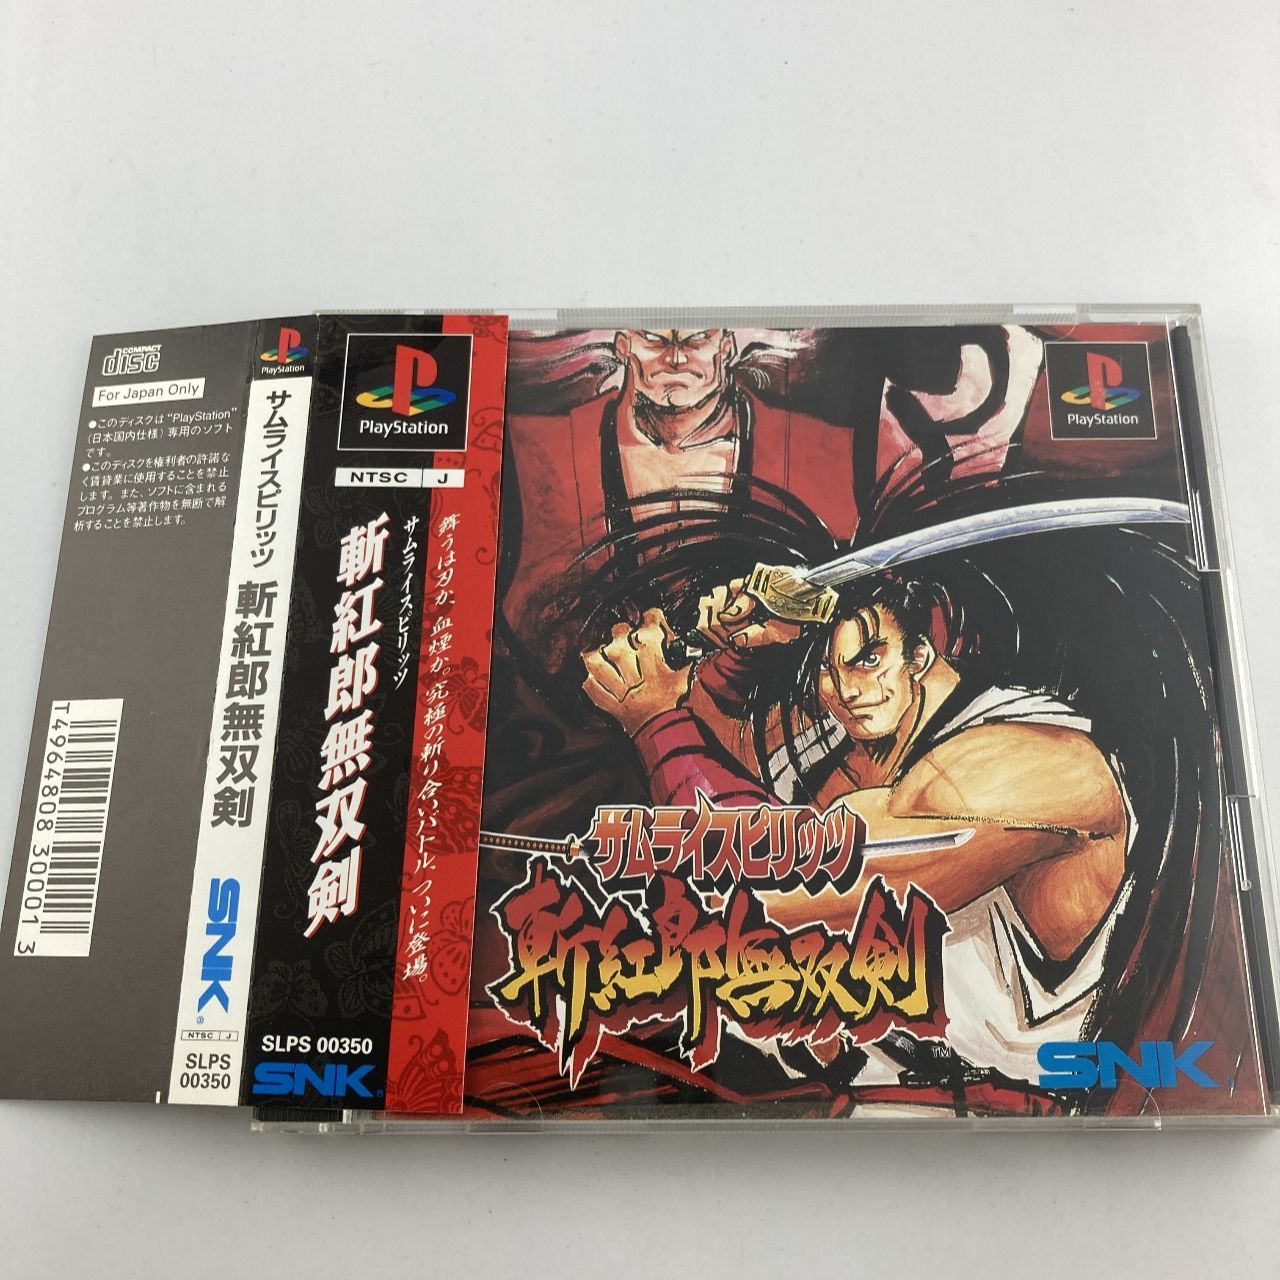 COMPACT
disc
For Japan Only
●このディスクは"PlayStation"
(日本国内仕様)専用のソフト
です。
●このディスクを権利者の許諾な
く賃貸業に使用することを禁止
します。また、ソフトに含まれる
プログラム等著作物を無断で解
析することを禁止します。
T4964808 300013
PlayStation
サムライスピリッツ
斬紅郎無双剣
SNK®
NTSC J
SLPS
00350
PlayStation
NTSC J
舞うは刃か、血煙か。究極の斬り合いバトル、ついに登場。
サムライスピリッツ
斬紅郎無双剣
SLPS 00350
SNK®
PlayStation
サムライスピリッツ
斬紅郎無双剣
TM
SNK®